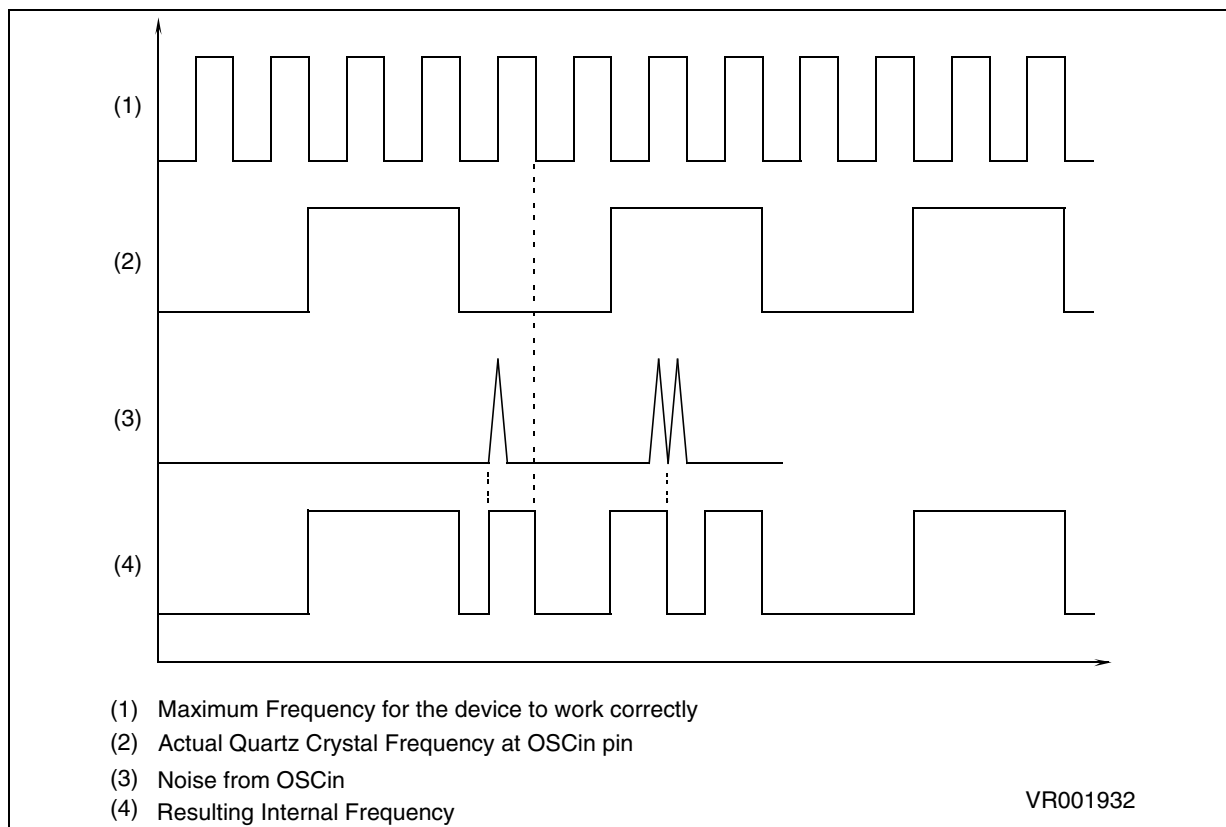 (1)
(2)
(3)
(4)
(1) Maximum Frequency for the device to work correctly
(2) Actual Quartz Crystal Frequency at OSCin pin
(3) Noise from OSCin
(4) Resulting Internal Frequency
VR001932